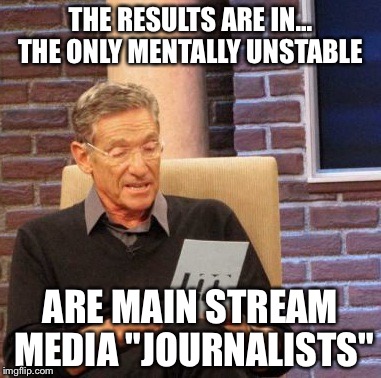 THE RESULTS ARE IN...
THE ONLY MENTALLY UNSTABLE
ARE MAIN STREAM
MEDIA "JOURNALISTS"
imgflip.com